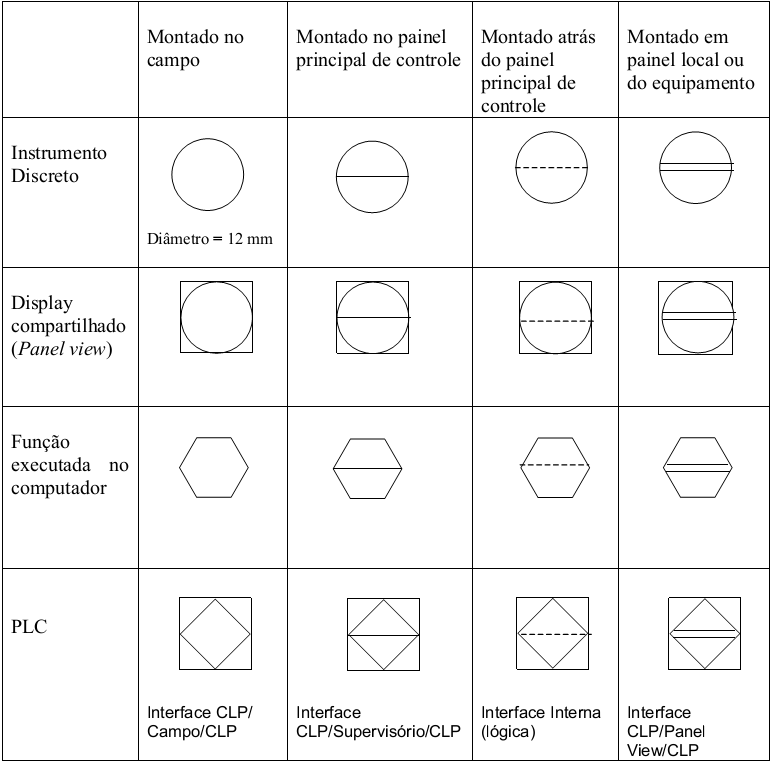 Montado no
campo
Montado no painel
principal de controle
Montado atrás
do painel
principal de
controle
Montado em
painel local ou
do equipamento
Instrumento
Discreto
Diâmetro = 12 mm
Display
compartilhado
(Panel view)
Função
executada no
computador
PLC
Interface CLP/
Campo/CLP
Interface
CLP/Supervisório/CLP
Interface Interna
(lógica)
Interface
CLP/Panel
View/CLP